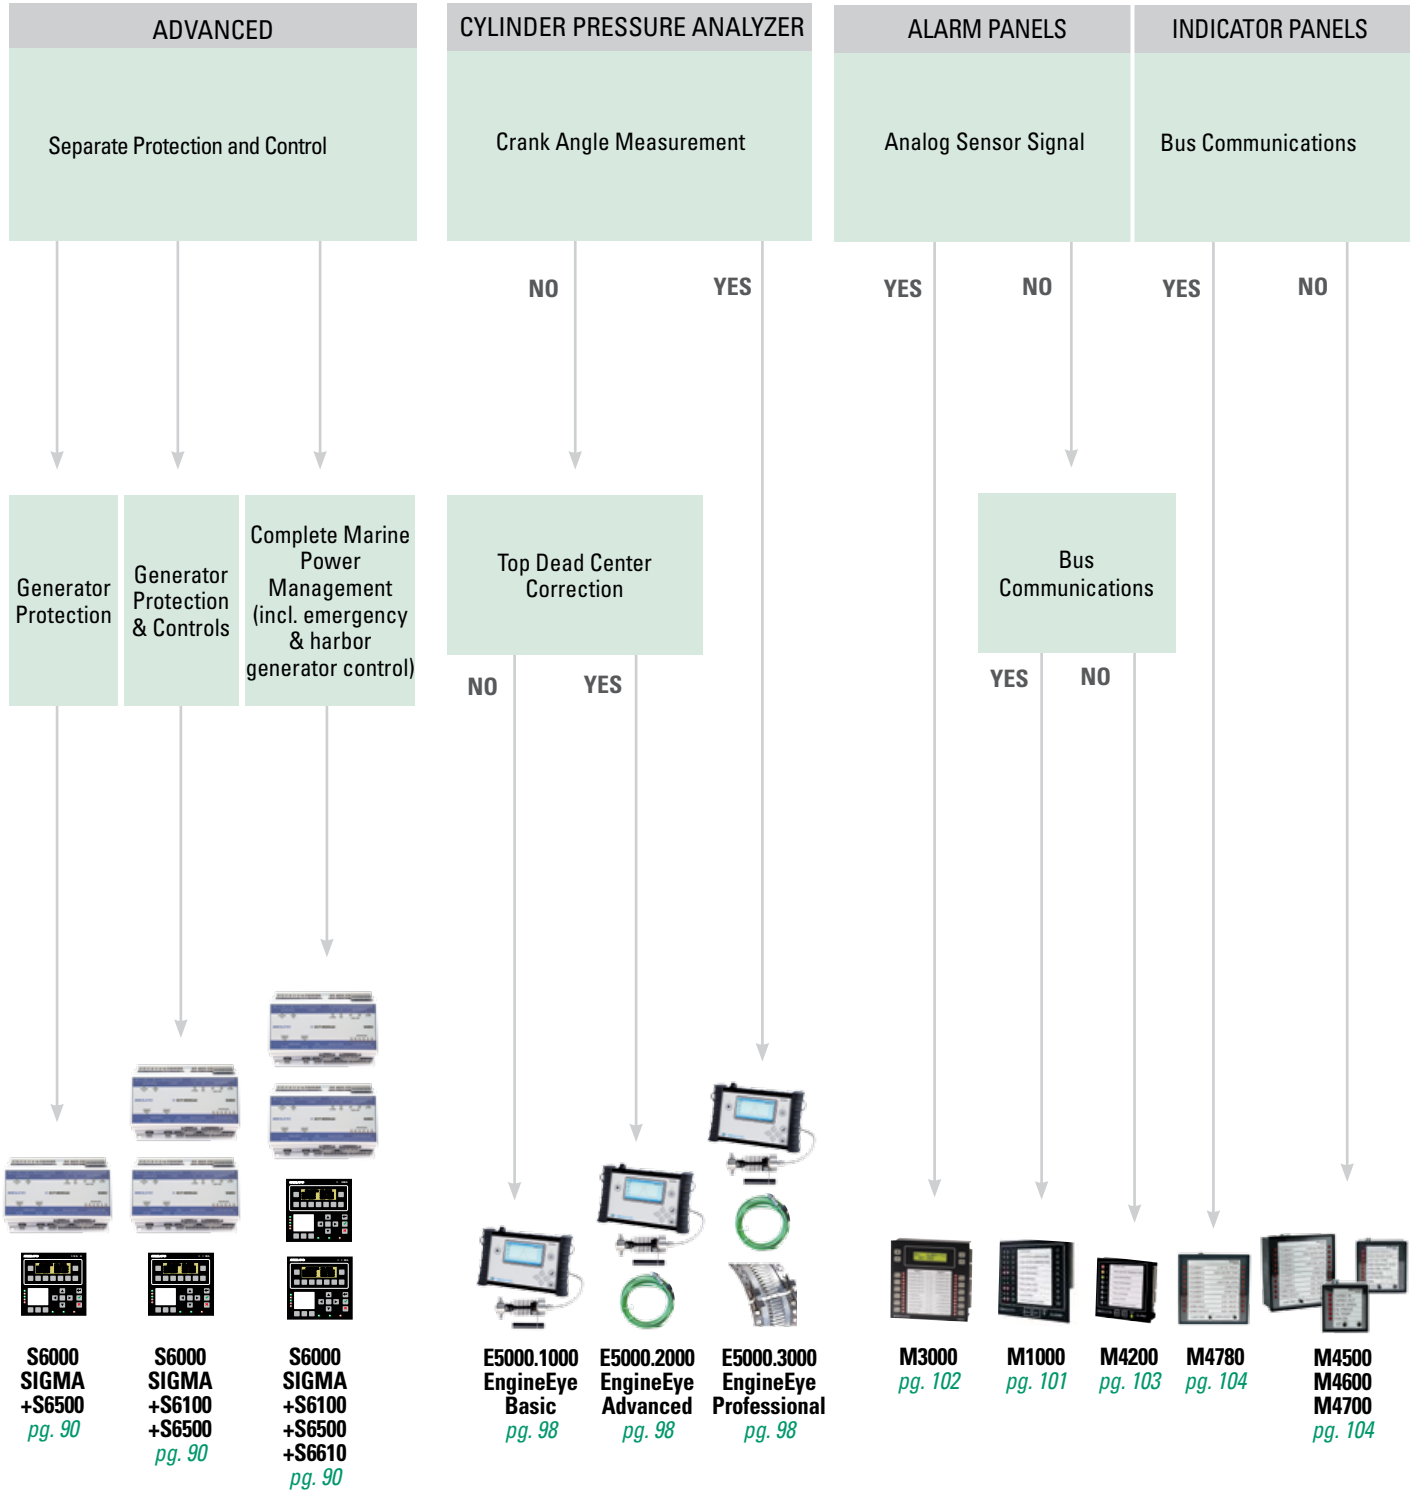 ADVANCED
CYLINDER PRESSURE ANALYZER
ALARM PANELS
INDICATOR PANELS
Separate Protection and Control
Crank Angle Measurement
Analog Sensor Signal
Bus Communications
NO
YES
YES
NO
YES
NO
Generator
Protection
Generator
Protection
& Controls
Complete Marine
Power
Management
(incl. emergency
& harbor
generator control)
Top Dead Center
Correction
Bus
Communications
NO
YES
YES
NO
S6000
SIGMA
+S6500
pg. 90
S6000
SIGMA
+S6100
+S6500
pg. 90
S6000
SIGMA
+S6100
+S6500
+S6610
pg. 90
E5000.1000
EngineEye
Basic
pg. 98
E5000.2000
EngineEye
Advanced
pg. 98
E5000.3000
EngineEye
Professional
pg. 98
M3000
pg. 102
M1000
pg. 101
M4200
pg. 103
M4780
pg. 104
M4500
M4600
M4700
pg. 104